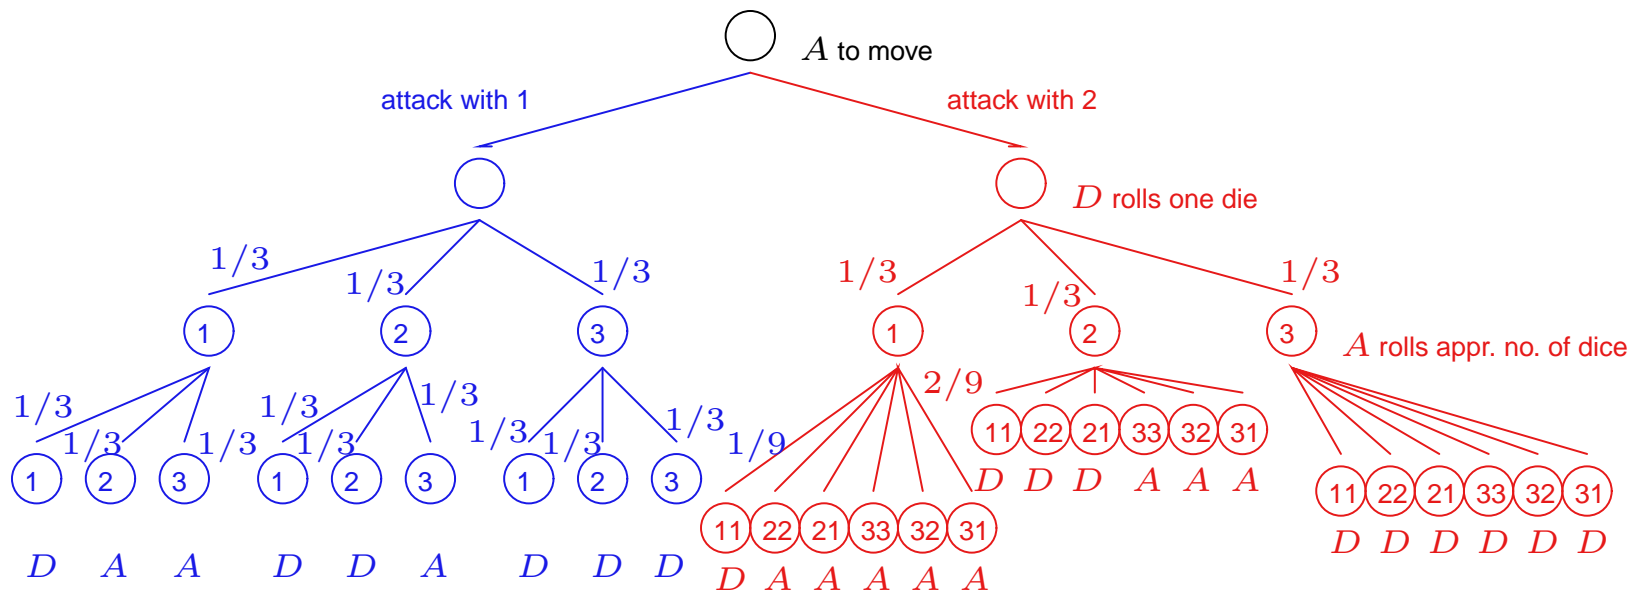 A to move
attack with 1
attack with 2
D rolls one die
1/3
1/3
1/3
1/3
1/3
1/3
1
2
3
1
2
3
A rolls appr. no. of dice
1/3
1/3
1/3
1/3
1/3
1/3
1/3
1/3
1/3
1/9
2/9
1
2
3
1
2
3
1
2
3
11
22
21
33
32
31
11
22
21
33
32
31
11
22
21
33
32
31
D
A
A
D
D
A
D
D
D
D
A
A
A
A
A
D
D
D
A
A
A
D
D
D
D
D
D